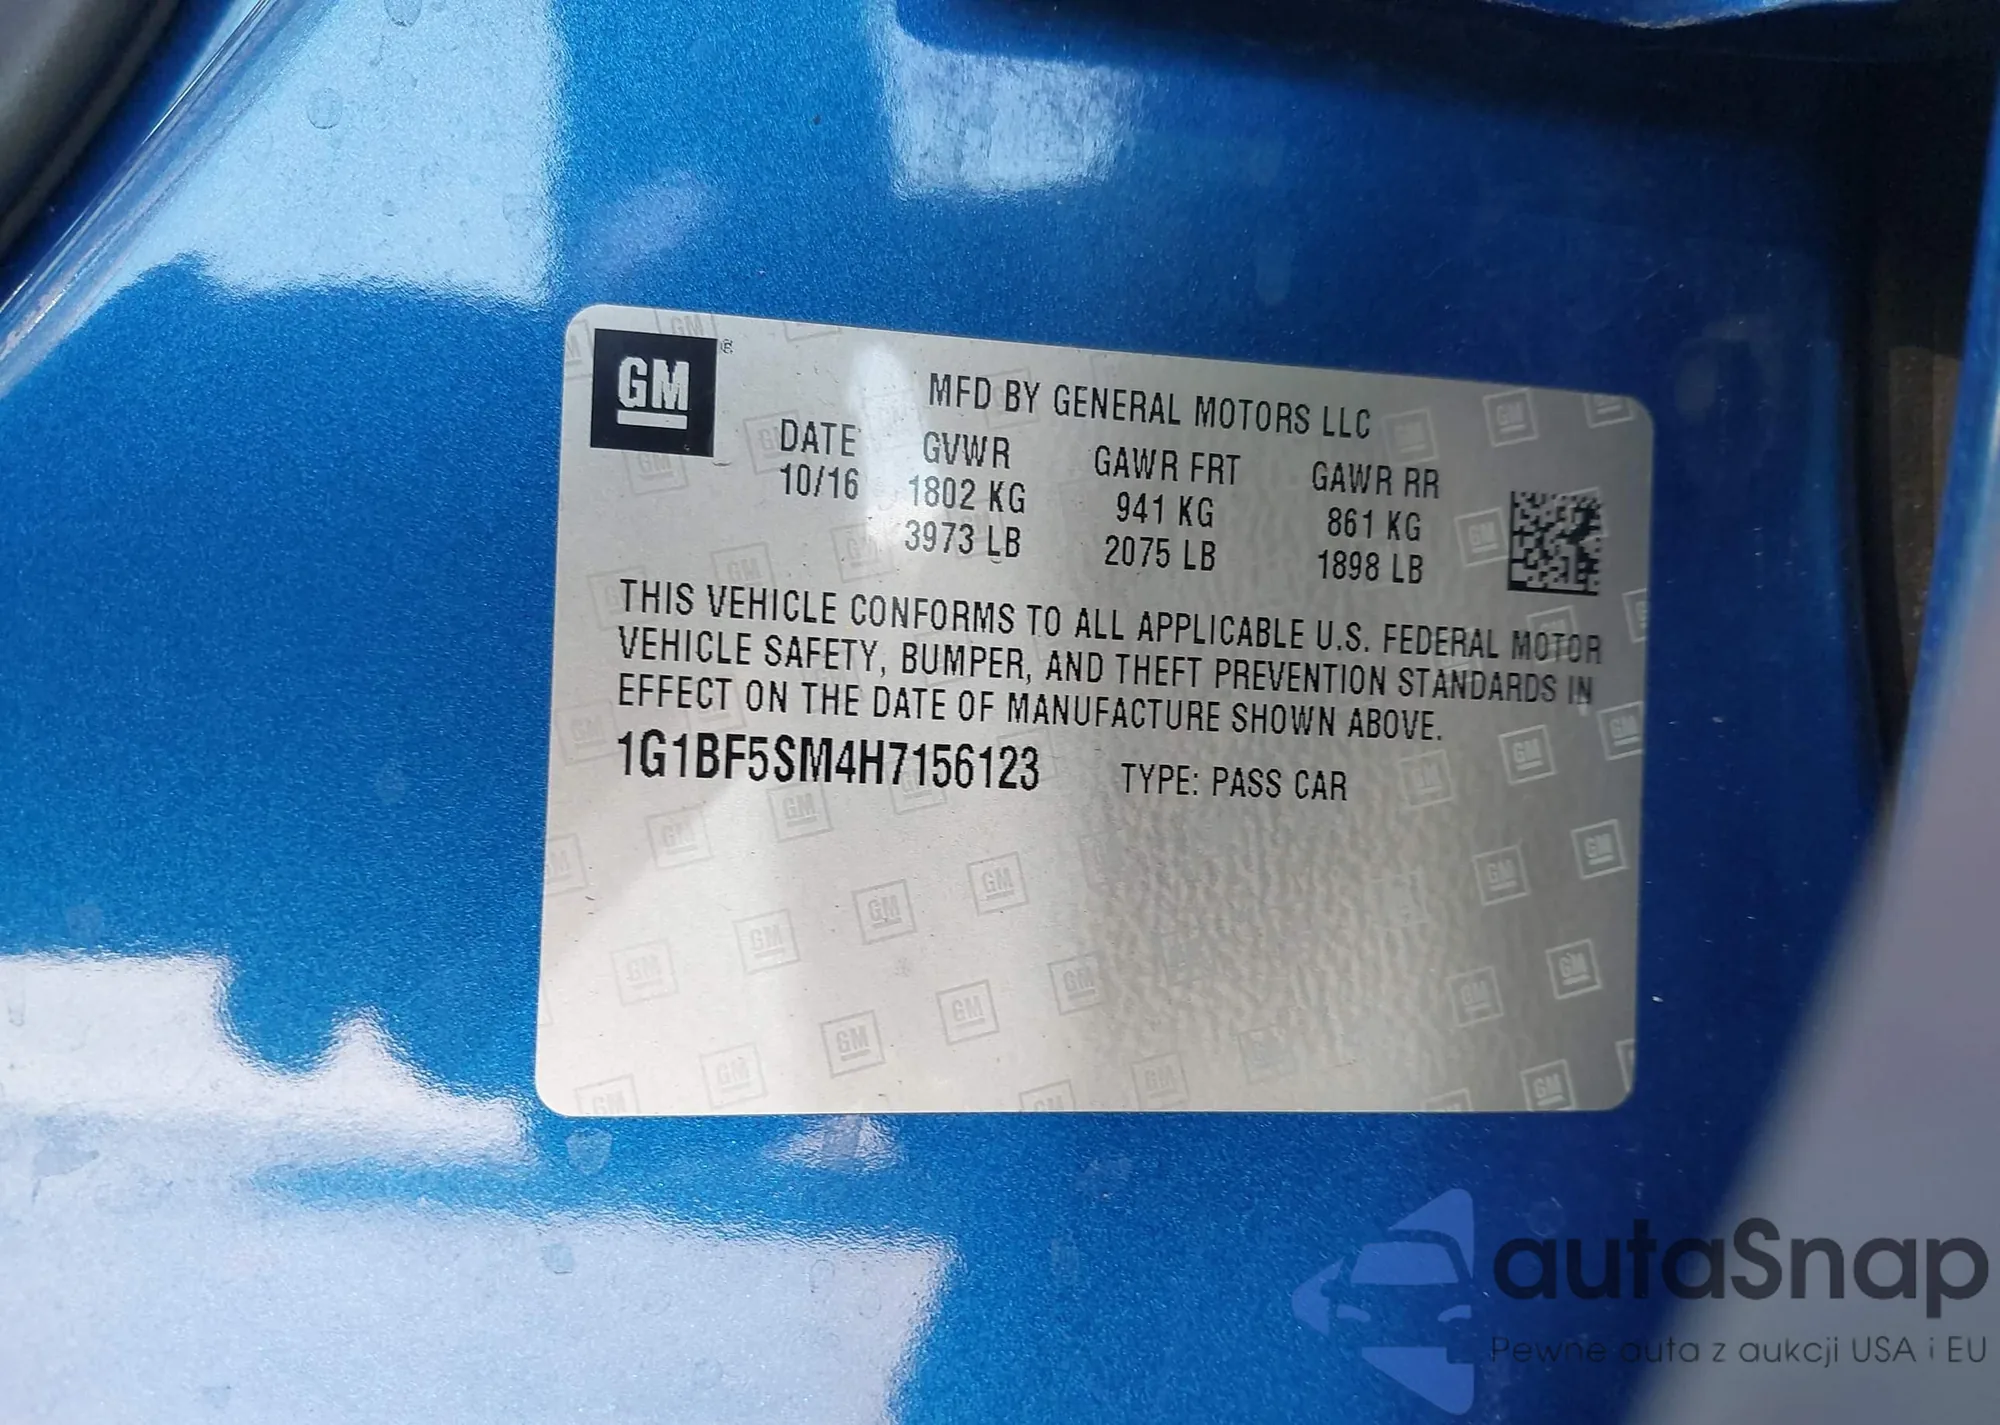 GM
MFD BY GENERAL MOTORS LLC
DATE GVWR GAWR FRT GAWR RR
10/16 1802 KG 941 KG 861 KG
3973 LB 2075 LB 1898 LB
THIS VEHICLE CONFORMS TO ALL APPLICABLE U.S. FEDERAL MOTOR
VEHICLE SAFETY, BUMPER, AND THEFT PREVENTION STANDARDS IN
EFFECT ON THE DATE OF MANUFACTURE SHOWN ABOVE.
1G1BF5SM4H7156123 TYPE: PASS CAR
autaSnap
Pewne auta z aukcji USA i EU